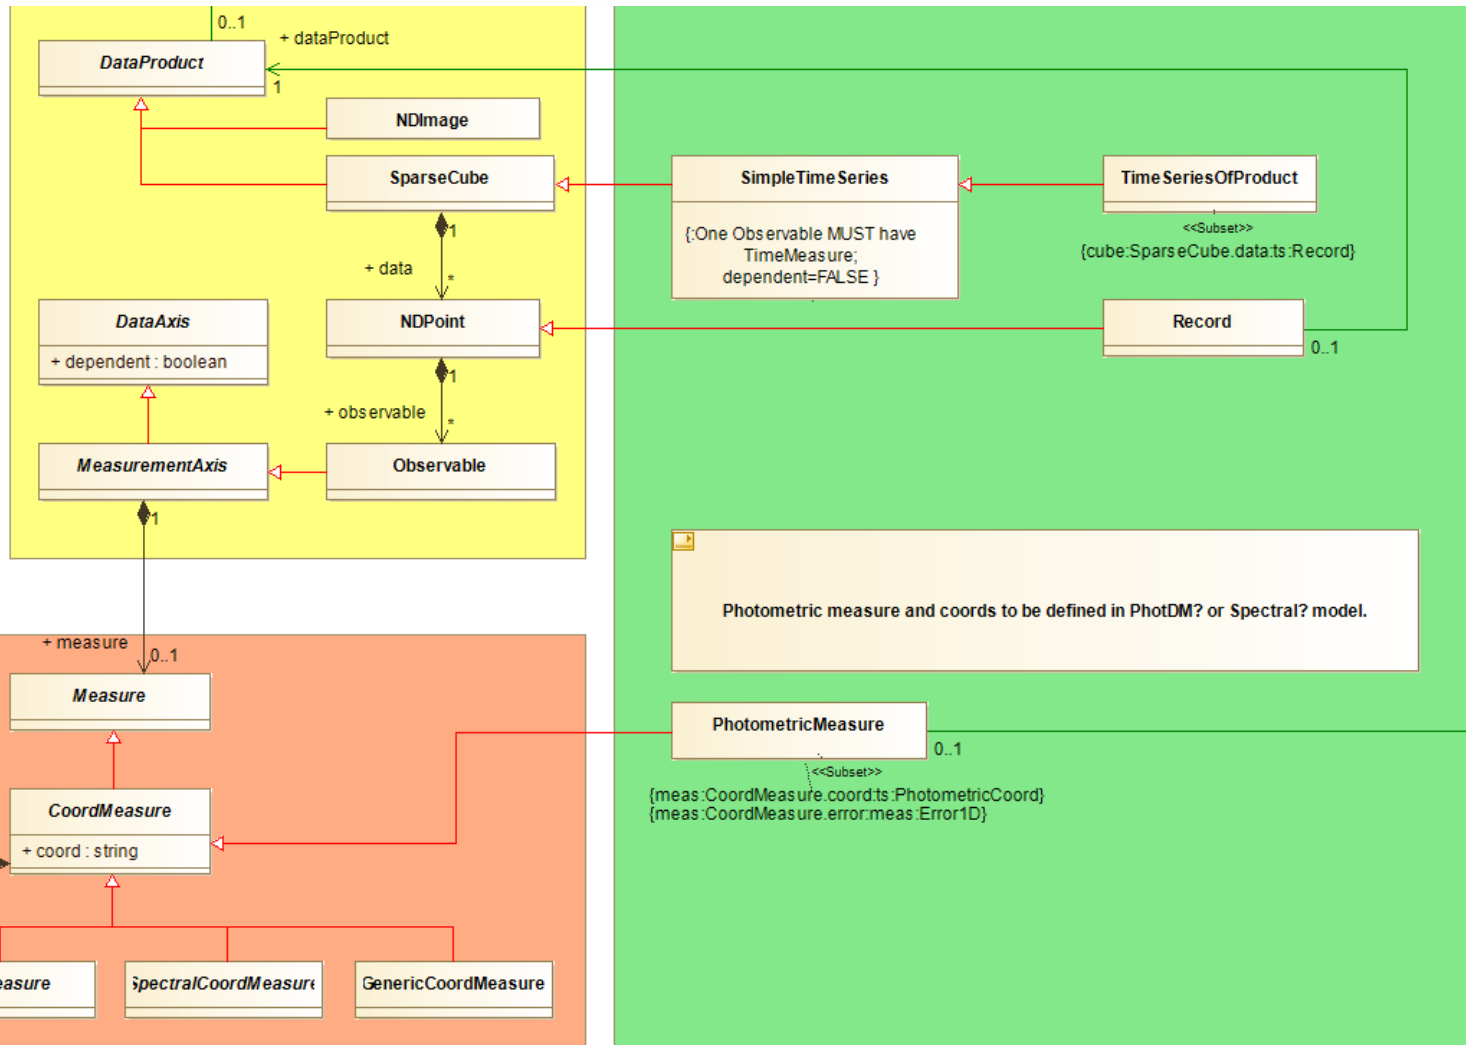 0..1
+ dataProduct
DataProduct
1
NDImage
SparseCube
SimpleTimeSeries
TimeSeriesOfProduct
1
{:One Observable MUST have
TimeMeasure;
dependent=FALSE }
<<Subset>>
{cube:SparseCube.data:ts:Record}
+ data
*
DataAxis
+ dependent : boolean
NDPoint
Record
0..1
1
+ observable
*
MeasurementAxis
Observable
1
Photometric measure and coords to be defined in PhotDM? or Spectral? model.
+ measure
0..1
Measure
PhotometricMeasure
0..1
<<Subset>>
{meas:CoordMeasure.coord:ts:PhotometricCoord}
{meas:CoordMeasure.error:meas:Error1D}
CoordMeasure
+ coord : string
easure
SpectralCoordMeasure
GenericCoordMeasure